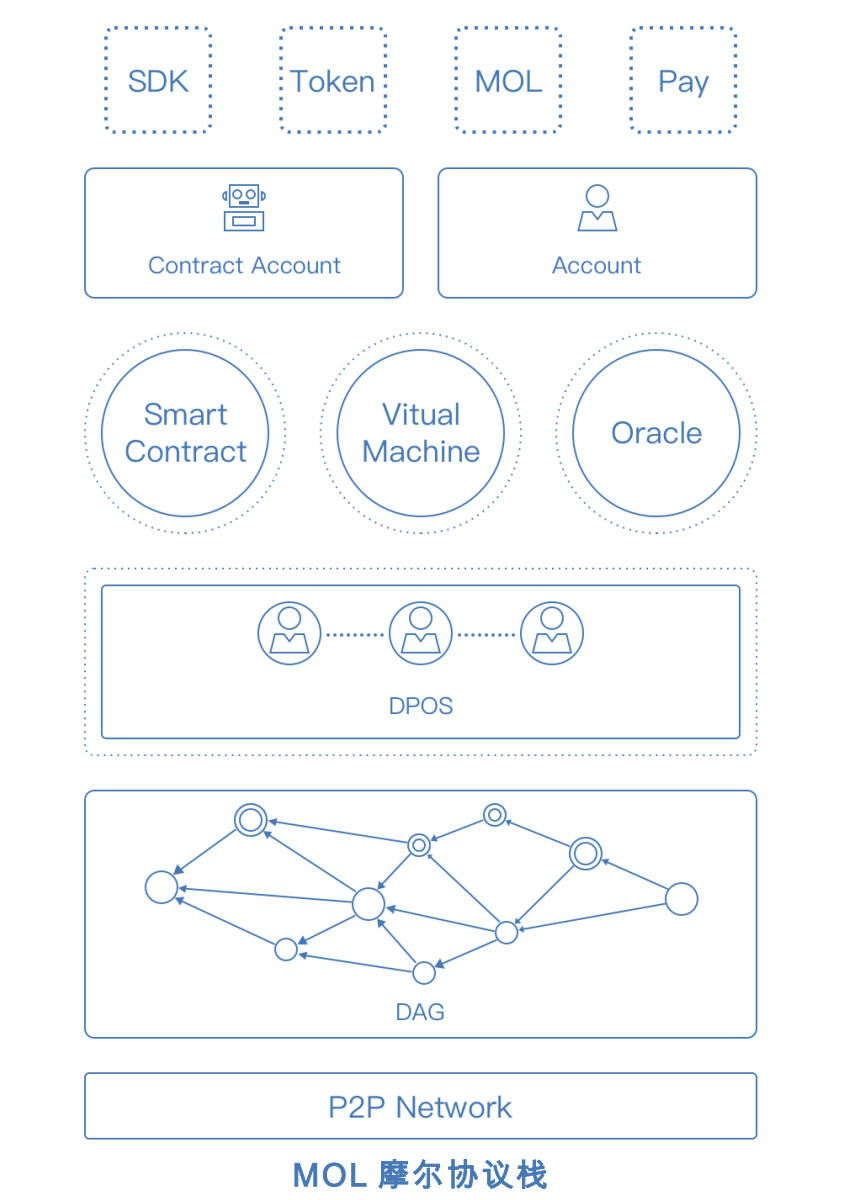 SDK
Token
MOL
Pay
Contract Account
Account
Smart
Contract
Vitual
Machine
Oracle
DPOS
DAG
P2P Network
MOL 摩尔协议栈